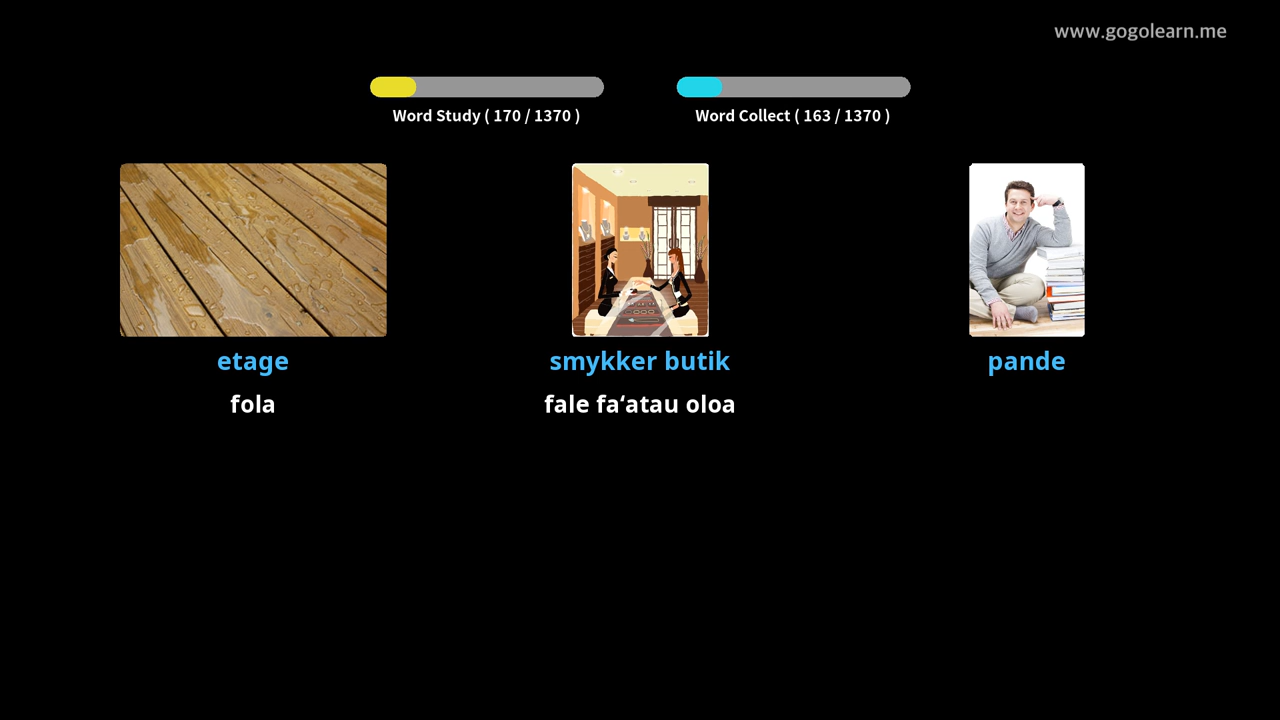 www.gogolearn.me
Word Study ( 170 / 1370 )
Word Collect ( 163 / 1370 )
etage
smykker butik
pande
fola
fale faʻatau oloa